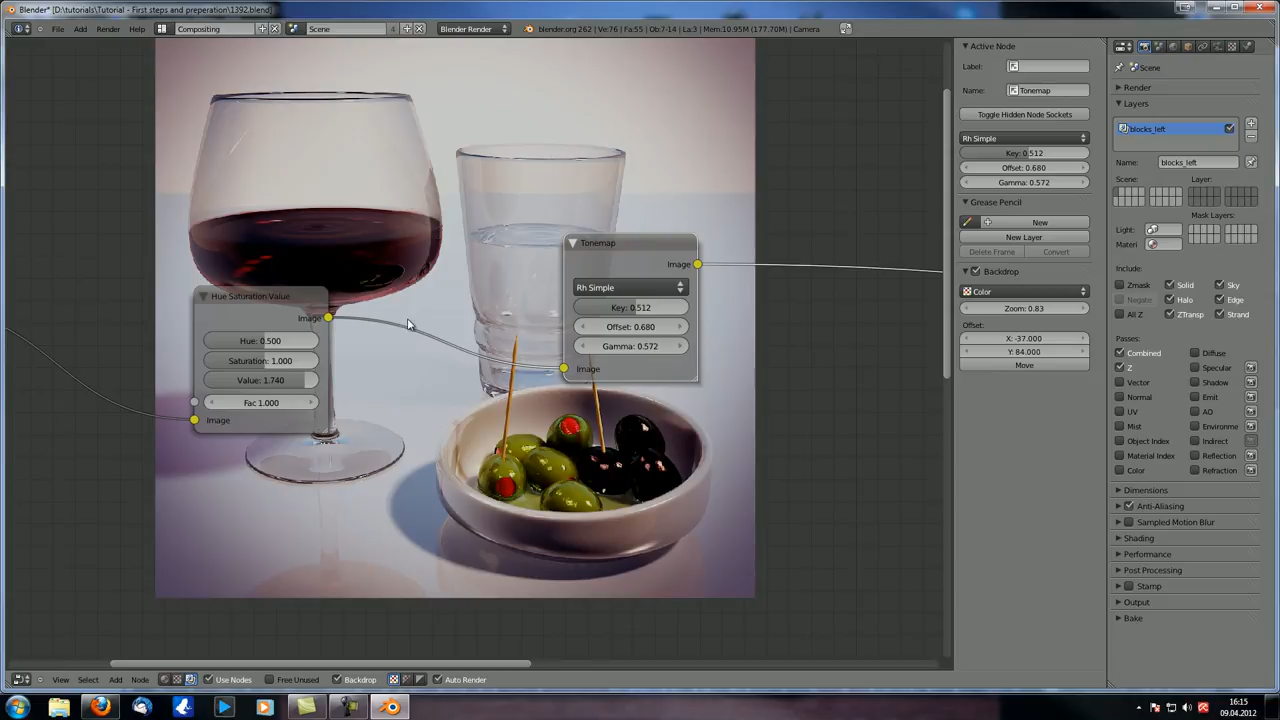 Blender* [D:\tutorials\Tutorial - First steps and preperation\1392.blend]
File Add Render Help Compositing Scene 4 Blender Render blender.org 262 | Ve:76 | Fa:55 | Ob:7-14 | La:3 | Mem:10.95M (177.70M) | Camera
Active Node
Label:
Name: Tonemap
Toggle Hidden Node Sockets
Rh Simple
Key: 0.512
Offset: 0.680
Gamma: 0.572
Grease Pencil
New
New Layer
Delete Frame Convert
Backdrop
Color
Zoom: 0.83
Offset:
X: -37.000
Y: 84.000
Move
Scene
Render
Layers
blocks_left
Name: blocks_left
Scene: Layer:
Mask Layers:
Light:
Materi
Include:
Zmask Solid Sky
Negate Halo Edge
All Z ZTransp Strand
Passes:
Combined Diffuse
Z Specular
Vector Shadow
Normal Emit
UV AO
Mist Environme
Object Index Indirect
Material Index Reflection
Color Refraction
Dimensions
Anti-Aliasing
Sampled Motion Blur
Shading
Performance
Post Processing
Stamp
Output
Bake
Tonemap
Image
Rh Simple
Key: 0.512
Offset: 0.680
Gamma: 0.572
Image
Hue Saturation Value
Image
Hue: 0.500
Saturation: 1.000
Value: 1.740
Fac 1.000
Image
View Select Add Node Use Nodes Free Unused Backdrop Auto Render
16:15
09.04.2012